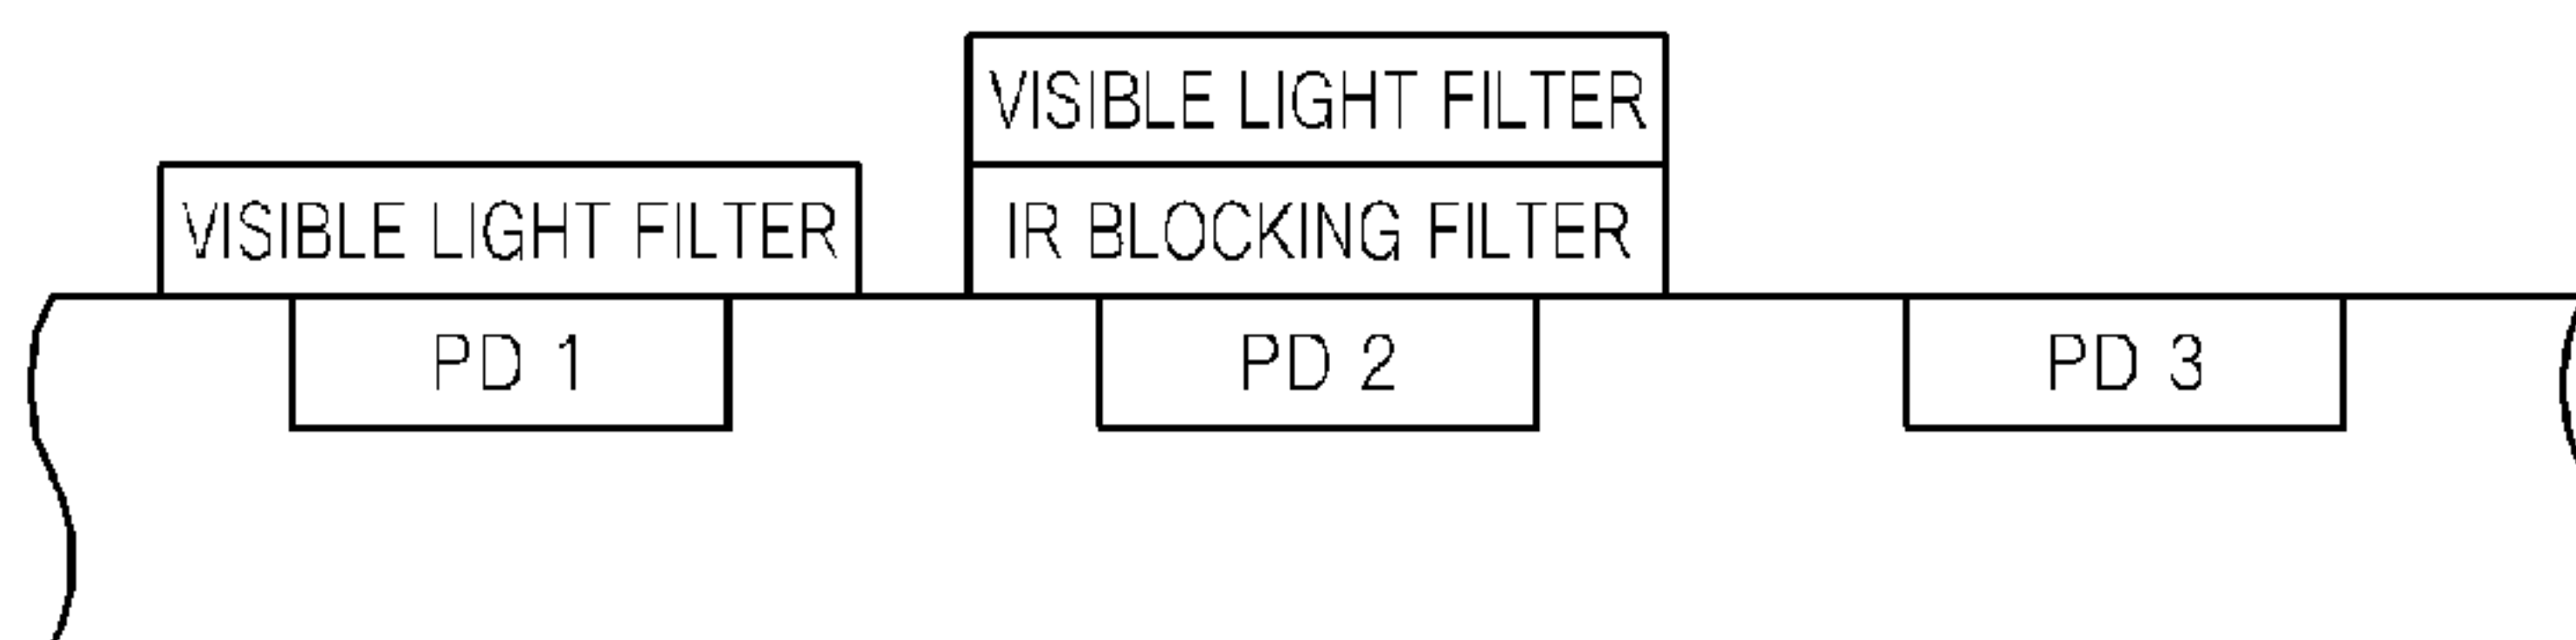 VISIBLE LIGHT FILTER
VISIBLE LIGHT FILTER
IR BLOCKING FILTER
PD 1
PD 2
PD 3